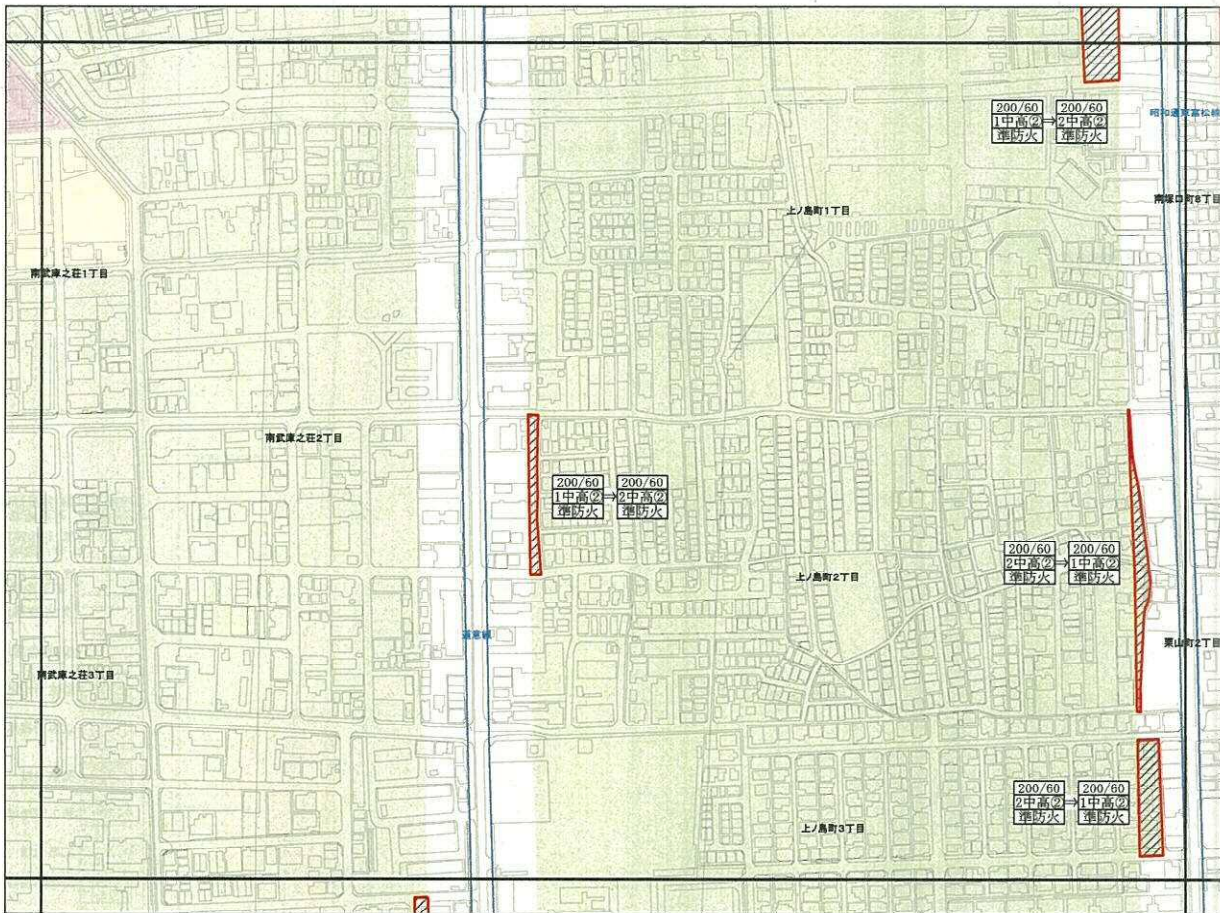 200/60 200/60
1中高②⇒2中高②
準防火 準防火
昭和通東富松線
南塚口町8丁目
上ノ島町1丁目
南武庫之荘1丁目
南武庫之荘2丁目
200/60 200/60
1中高②⇒2中高②
準防火 準防火
200/60 200/60
2中高②⇒1中高②
準防火 準防火
上ノ島町2丁目
道意線
栗山町2丁目
南武庫之荘3丁目
200/60 200/60
2中高②⇒1中高②
準防火 準防火
上ノ島町3丁目